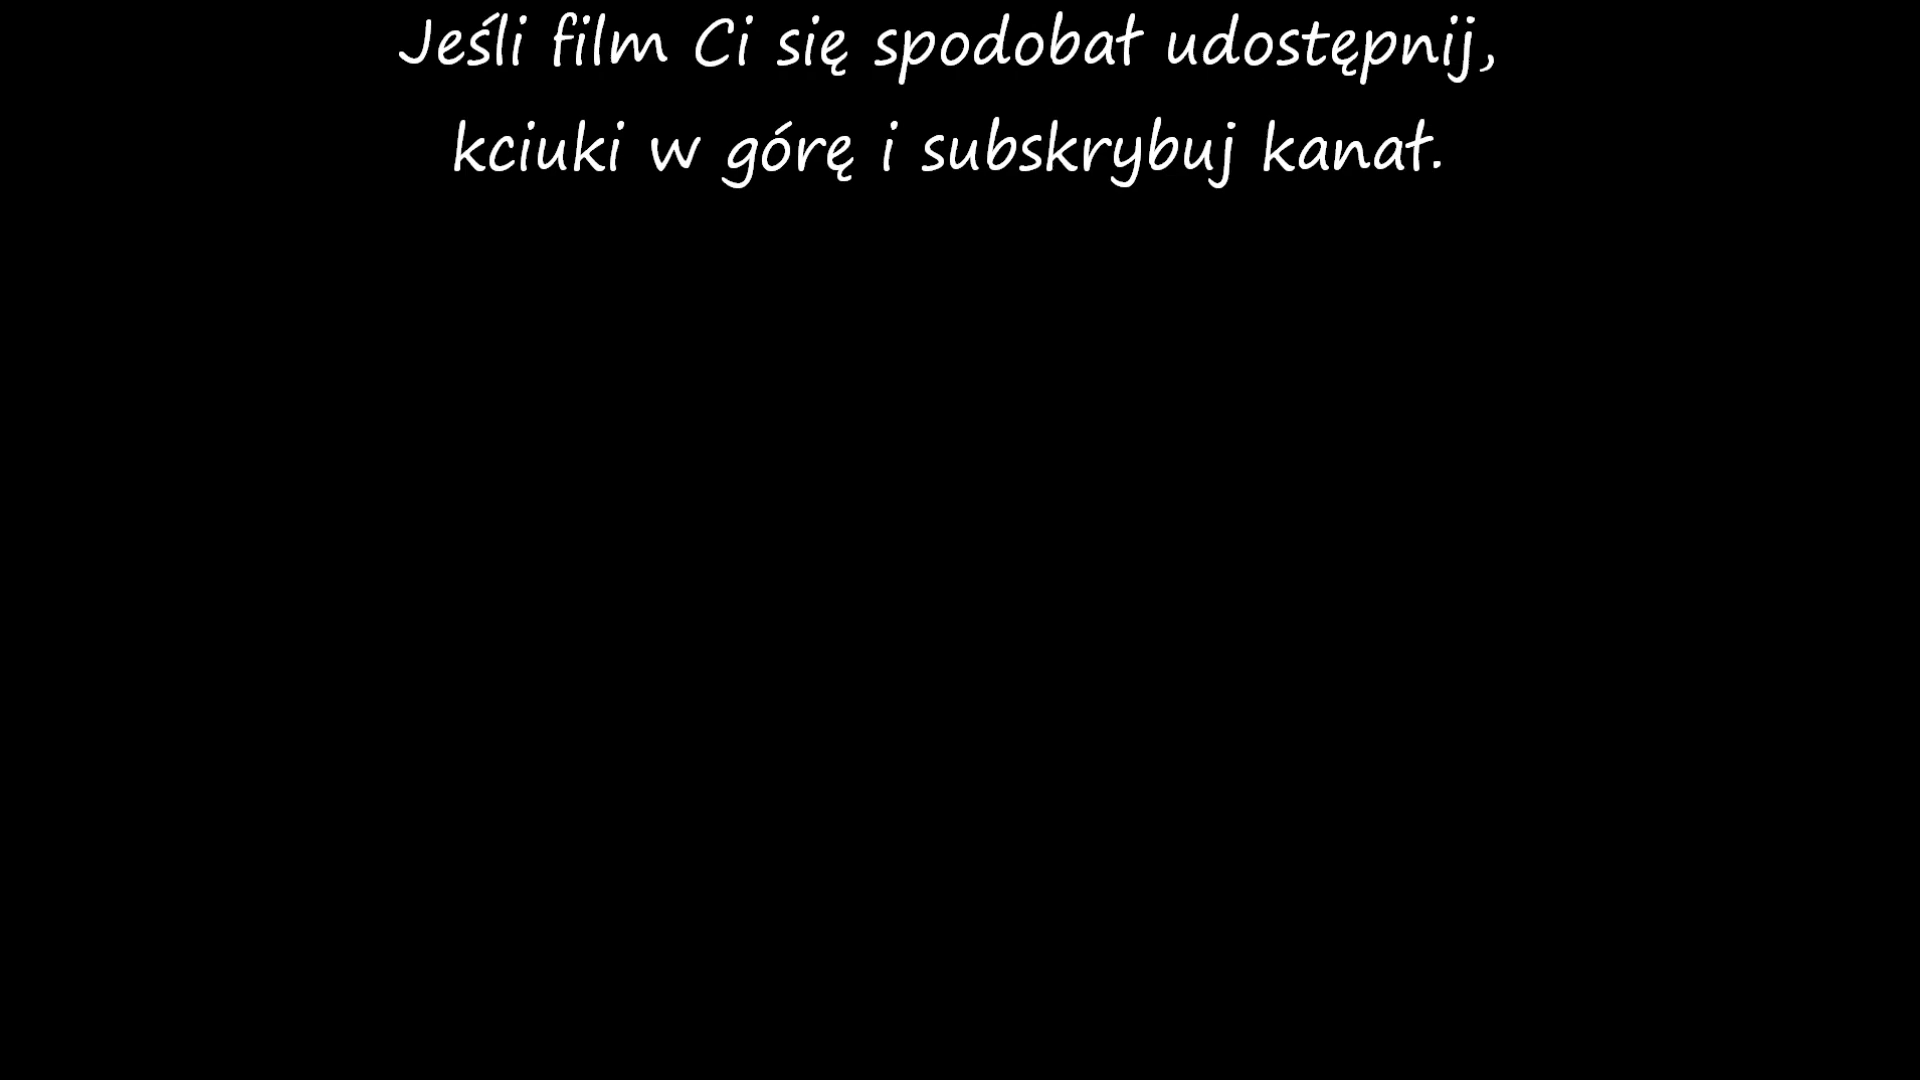 Jeśli film Ci się spodobał udostępnij,
kciuki w górę i subskrybuj kanał.